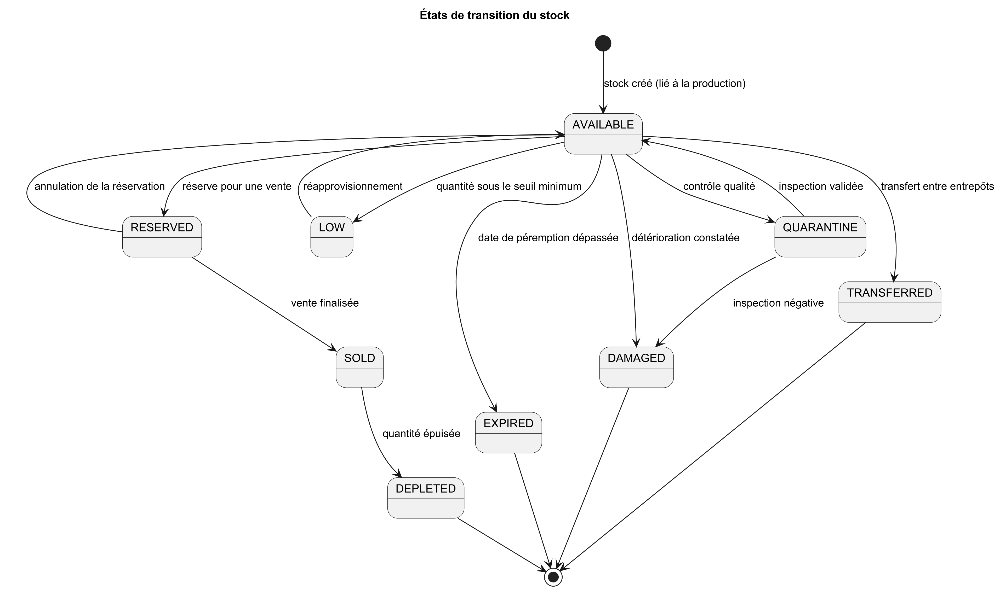 États de transition du stock
stock créé (lié à la production)
AVAILABLE
annulation de la réservation
réserve pour une vente
réapprovisionnement
quantité sous le seuil minimum
contrôle qualité
inspection validée
transfert entre entrepôts
RESERVED
LOW
date de péremption dépassée
détérioration constatée
QUARANTINE
vente finalisée
inspection négative
TRANSFERRED
SOLD
DAMAGED
quantité épuisée
EXPIRED
DEPLETED